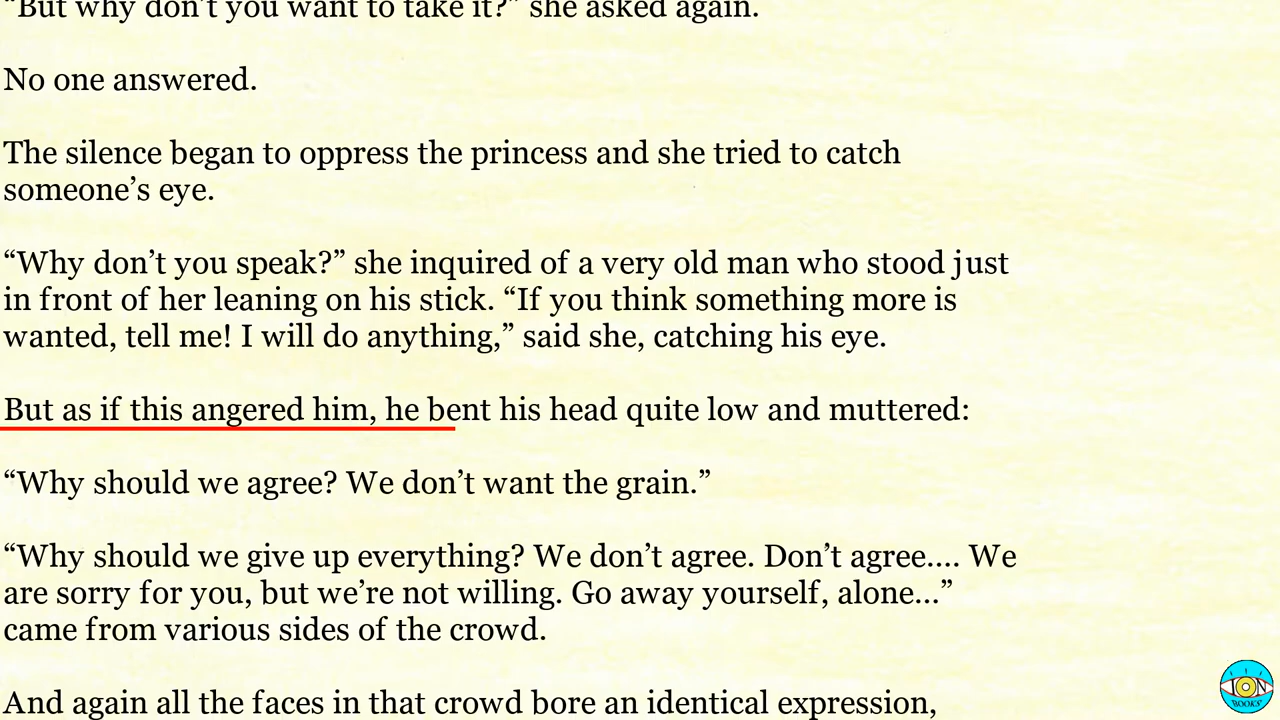 “But why don’t you want to take it?” she asked again.
No one answered.
The silence began to oppress the princess and she tried to catch
someone’s eye.
“Why don’t you speak?” she inquired of a very old man who stood just
in front of her leaning on his stick. “If you think something more is
wanted, tell me! I will do anything,” said she, catching his eye.
But as if this angered him, he bent his head quite low and muttered:
“Why should we agree? We don’t want the grain.”
“Why should we give up everything? We don’t agree. Don’t agree.... We
are sorry for you, but we’re not willing. Go away yourself, alone...”
came from various sides of the crowd.
And again all the faces in that crowd bore an identical expression,
ION
BOOKS